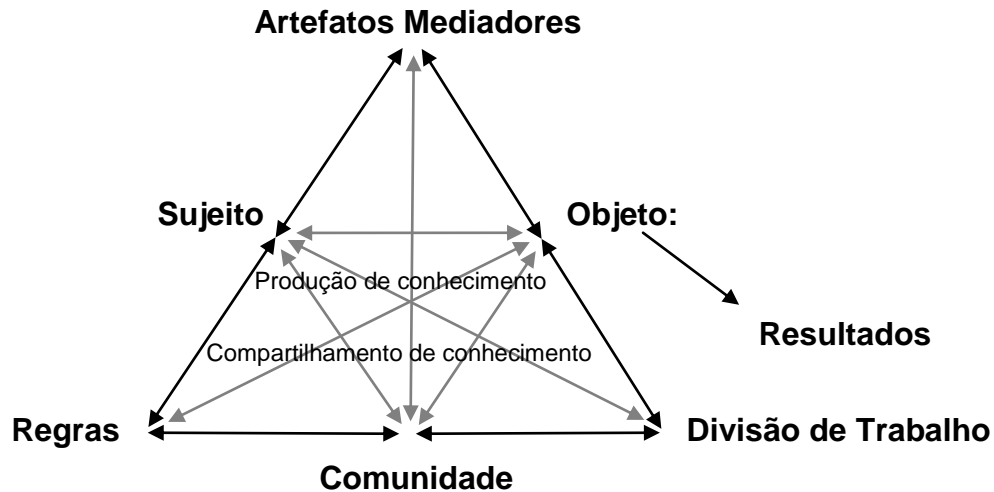 Artefatos Mediadores
Sujeito
Objeto:
Produção de conhecimento
Resultados
Compartilhamento de conhecimento
Regras
Divisão de Trabalho
Comunidade